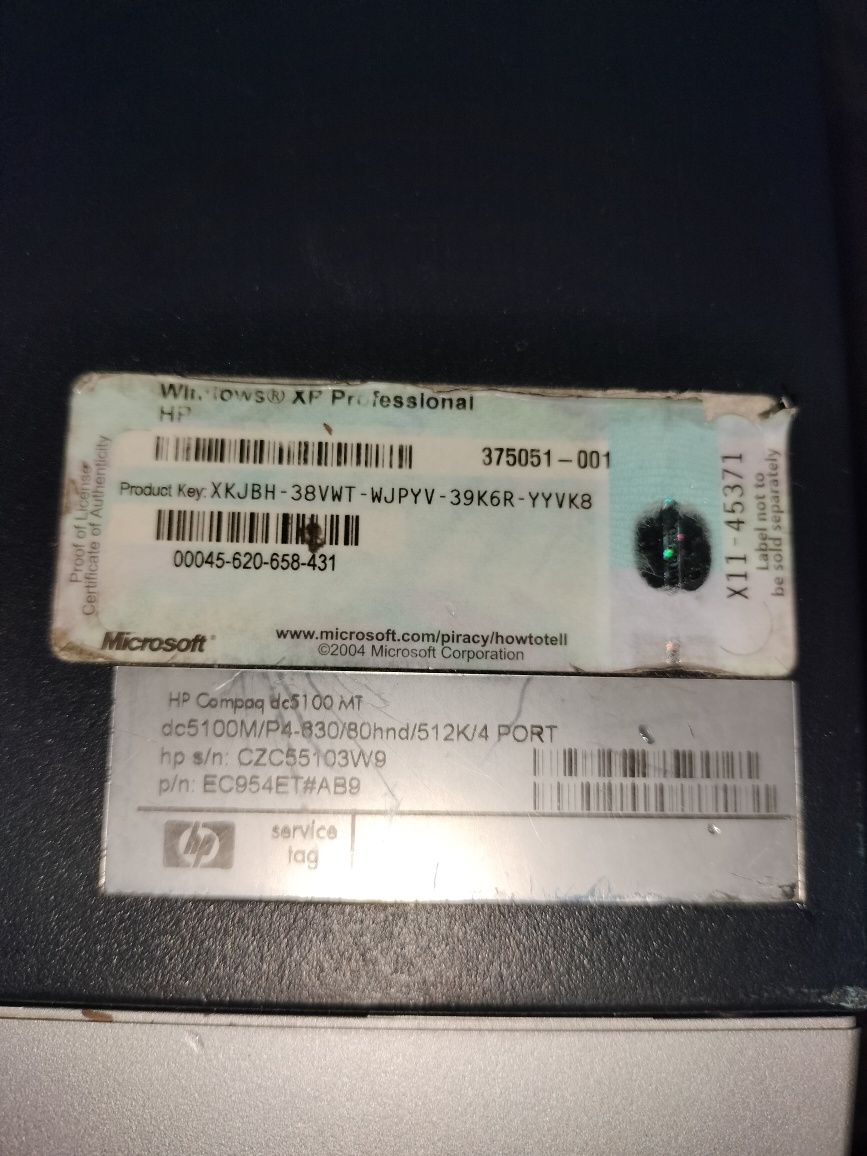 Windows® XP Professional
HP
375051-001
Product Key: XKJBH-38VWT-WJPYV-39K6R-YYVK8
00045-620-658-431
Proof of License
Certificate of Authenticity
Microsoft®
www.microsoft.com/piracy/howtotell
©2004 Microsoft Corporation
X11-45371
Label not to
be sold separately
HP Compaq dc5100 MT
dc5100M/P4-830/80hnd/512K/4 PORT
hp s/n: CZC55103W9
p/n: EC954ET#AB9
hp
service
tag